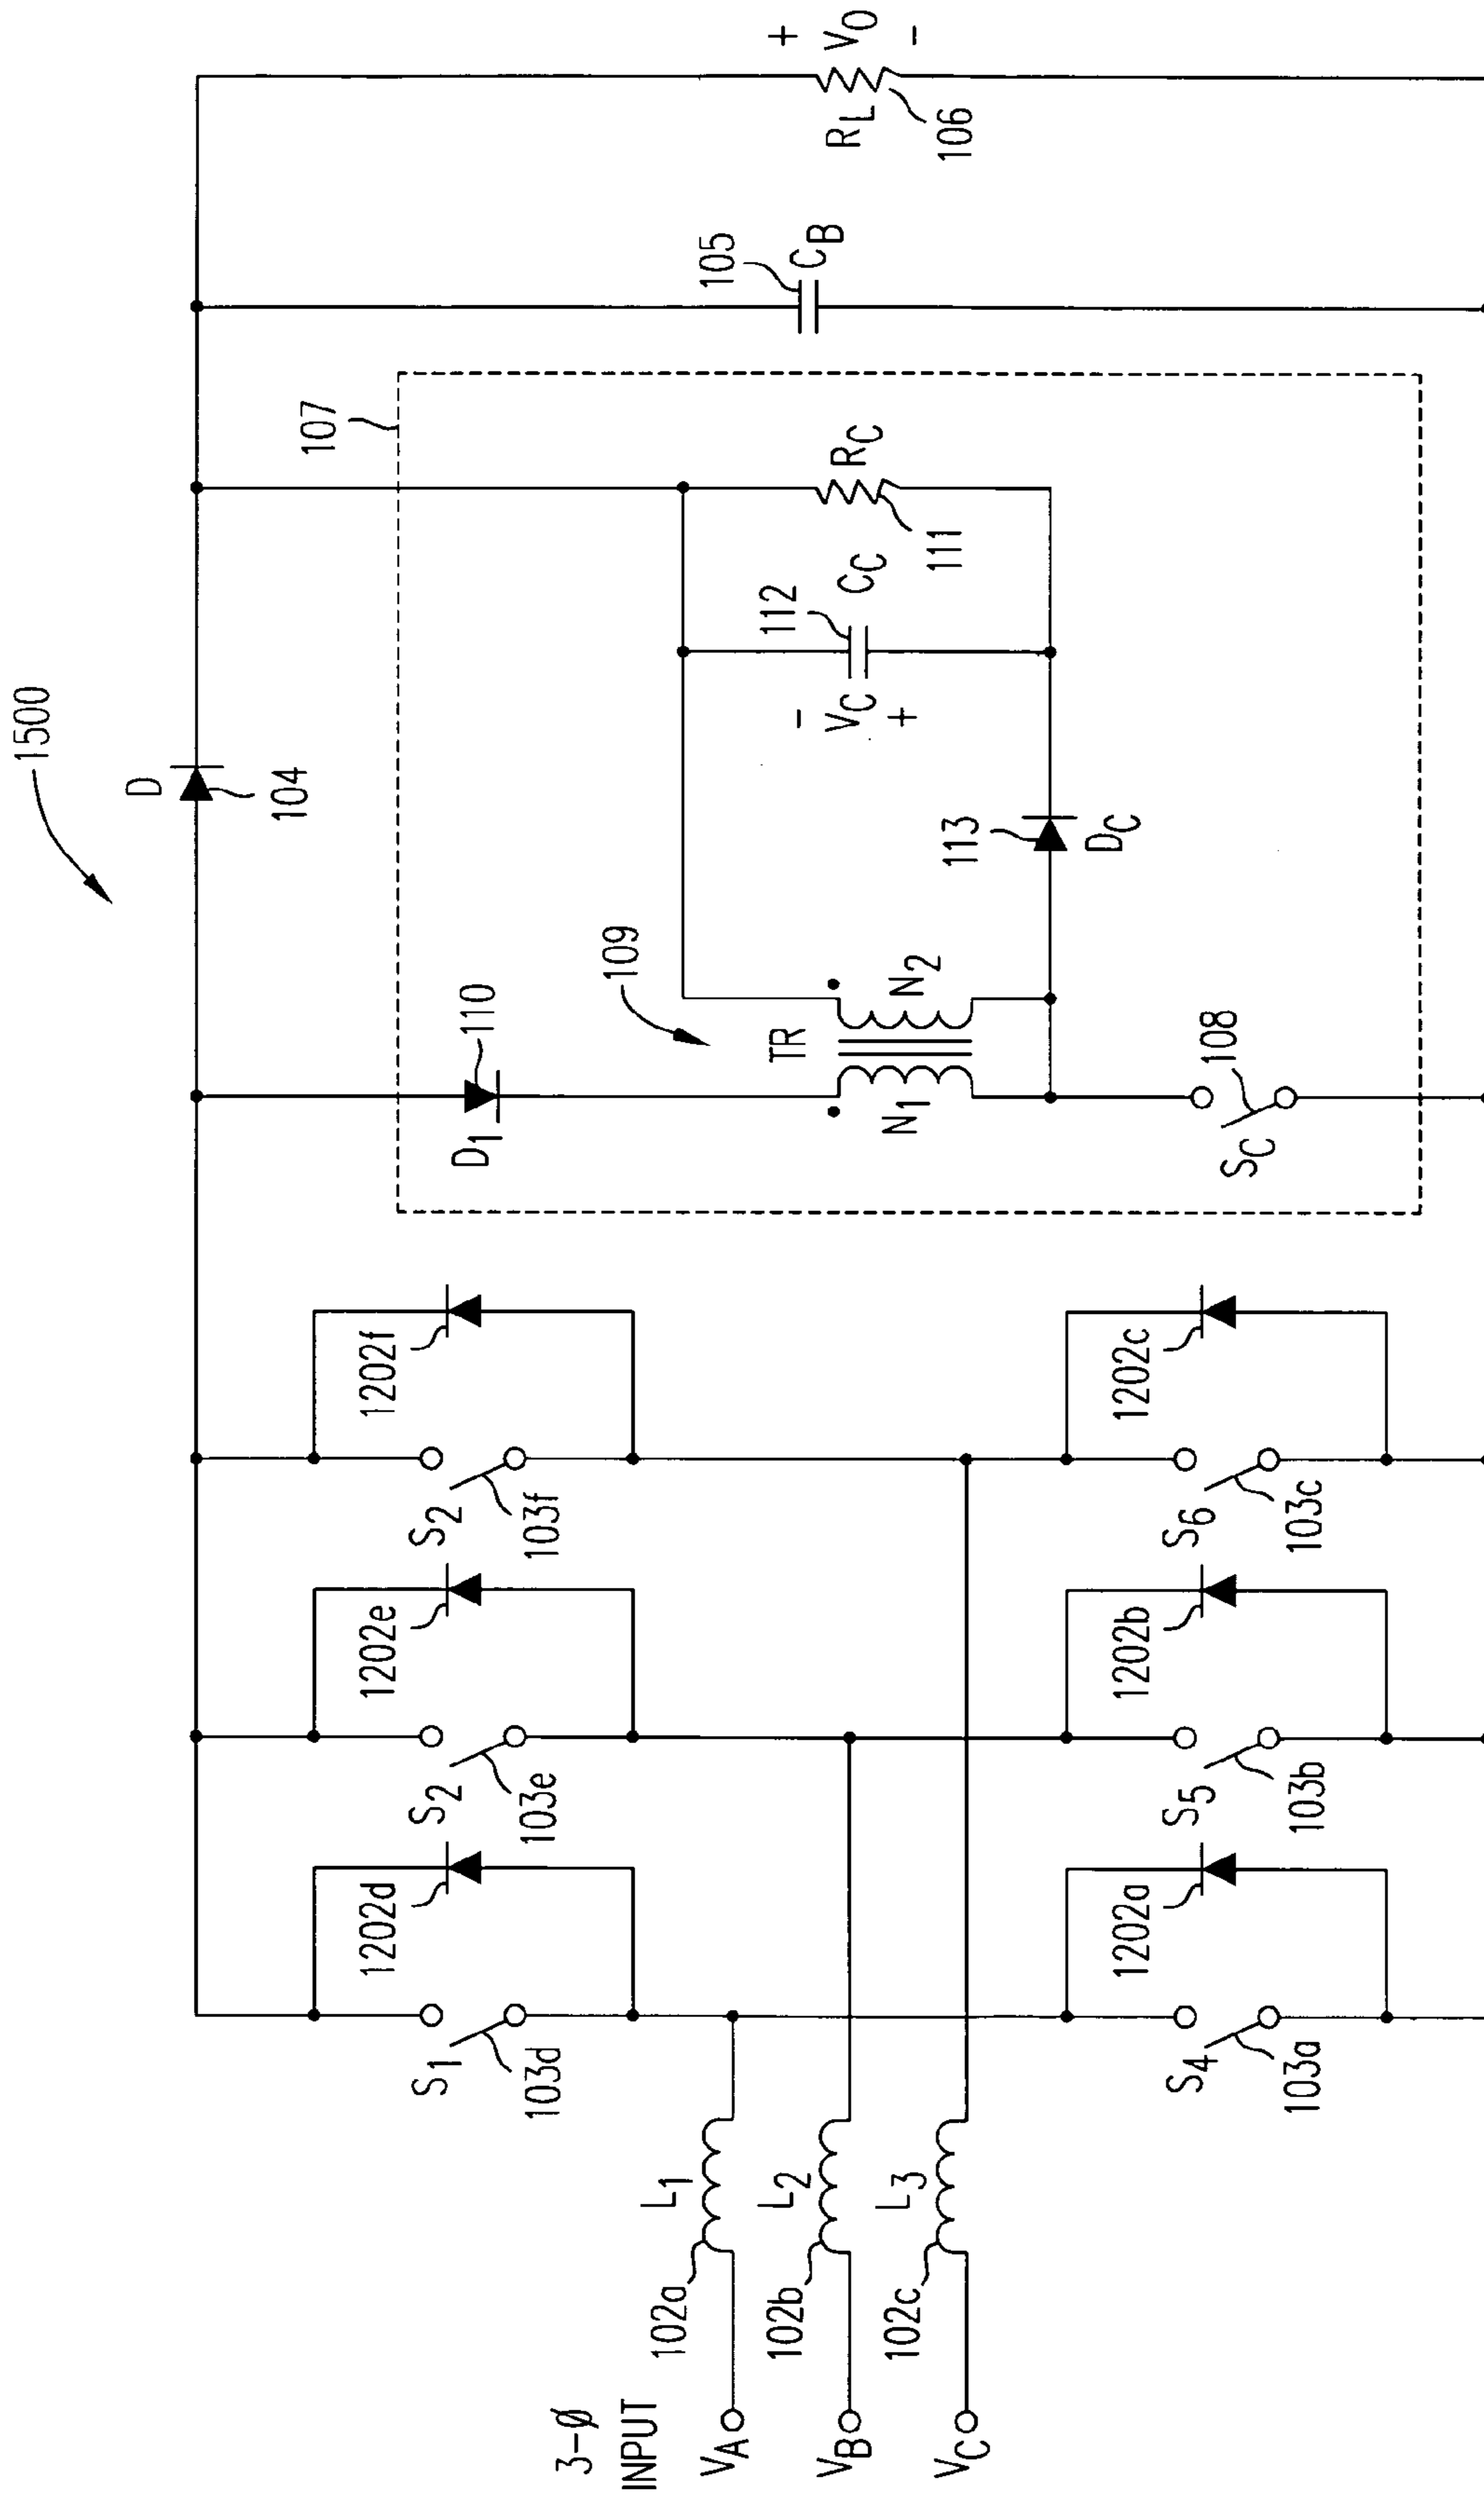 1500
3-Ø
INPUT
VA
VB
VC
102a
L1
102b
L2
102c
L3
S1
103d
1202d
S2
103e
1202e
S2
103f
1202f
S4
103a
1202a
S5
103b
1202b
S6
103c
1202c
D
104
107
D1
110
109
TR
N1
N2
SC
108
113
DC
112
CC
- VC +
RC
111
105
CB
RL
106
+ VO -